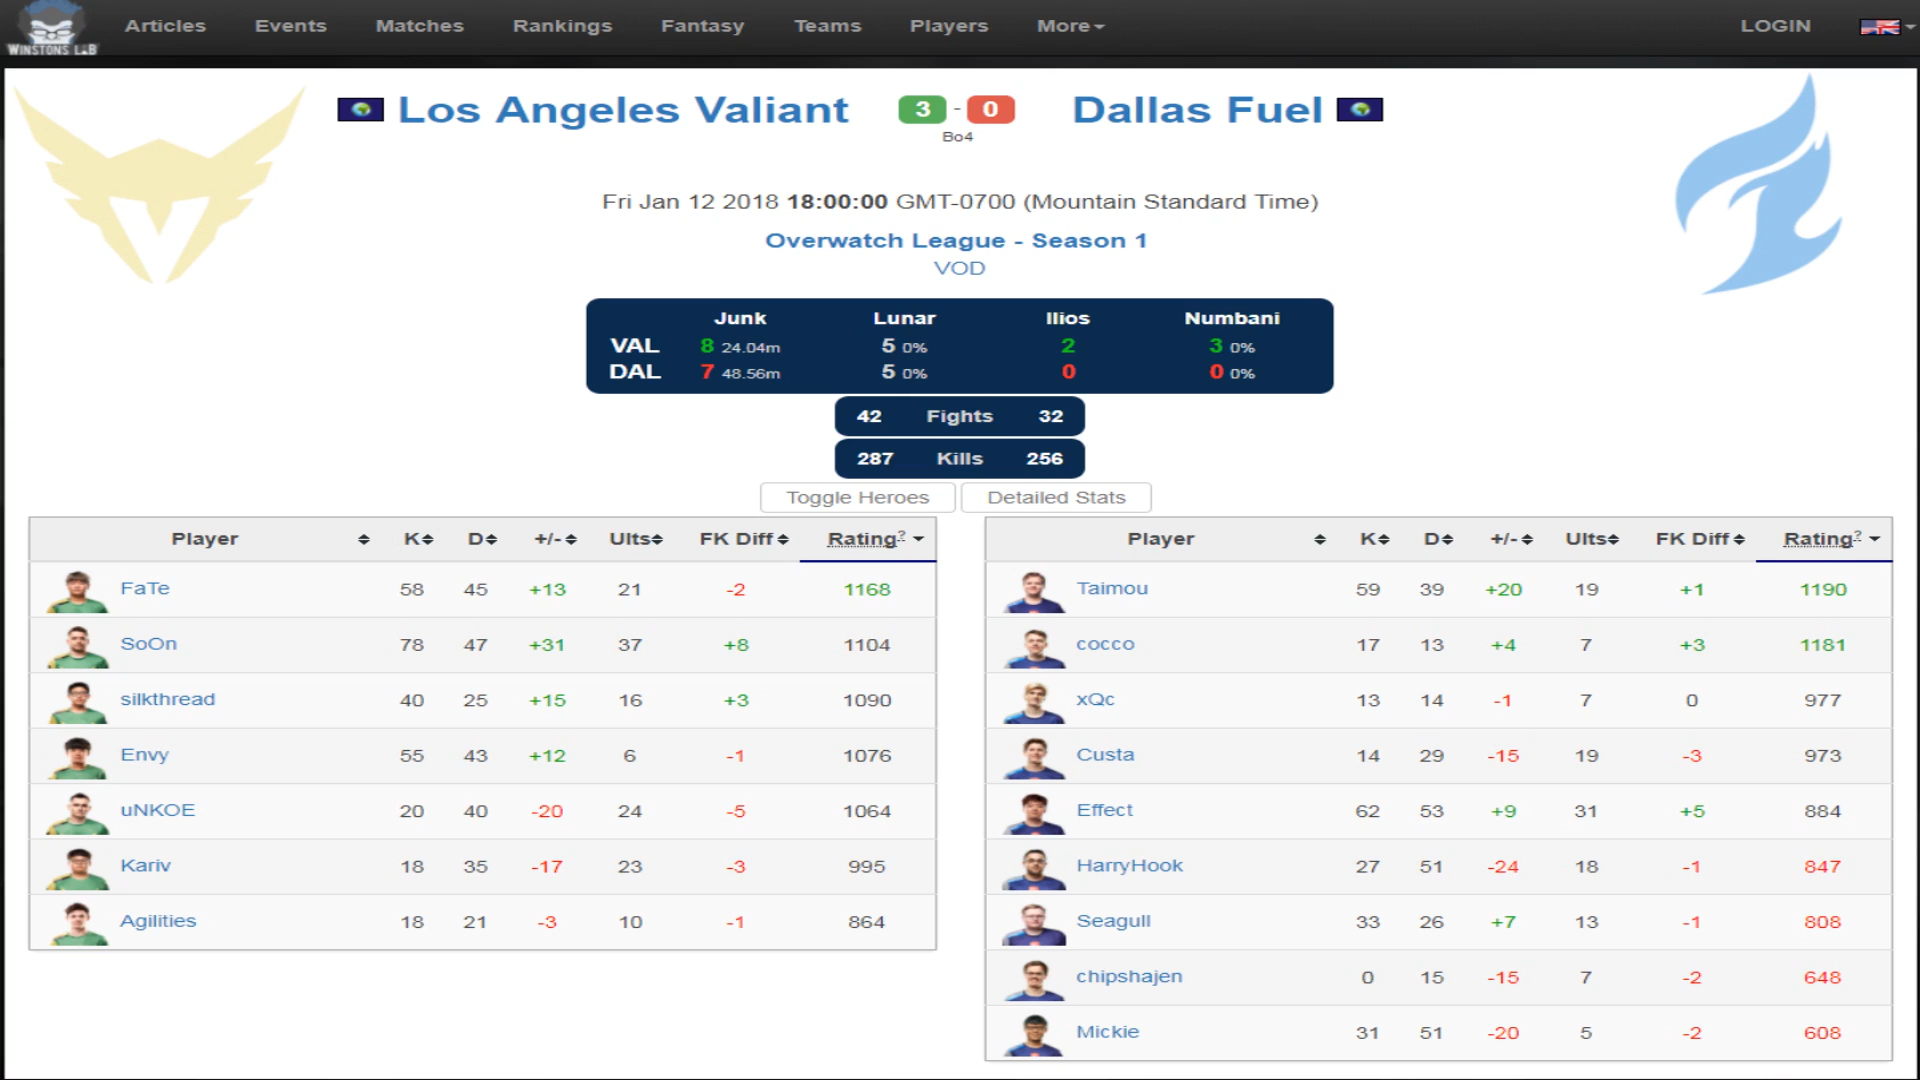 WINSTONS LAB
Articles Events Matches Rankings Fantasy Teams Players More LOGIN
Los Angeles Valiant 3 - 0 Dallas Fuel
Bo4
Fri Jan 12 2018 18:00:00 GMT-0700 (Mountain Standard Time)
Overwatch League - Season 1
VOD
Junk Lunar Ilios Numbani
VAL 8 24.04m 5 0% 2 3 0%
DAL 7 48.56m 5 0% 0 0 0%
42 Fights 32
287 Kills 256
Toggle Heroes Detailed Stats
Player K D +/- Ults FK Diff Rating?
FaTe 58 45 +13 21 -2 1168
SoOn 78 47 +31 37 +8 1104
silkthread 40 25 +15 16 +3 1090
Envy 55 43 +12 6 -1 1076
uNKOE 20 40 -20 24 -5 1064
Kariv 18 35 -17 23 -3 995
Agilities 18 21 -3 10 -1 864
Player K D +/- Ults FK Diff Rating?
Taimou 59 39 +20 19 +1 1190
cocco 17 13 +4 7 +3 1181
xQc 13 14 -1 7 0 977
Custa 14 29 -15 19 -3 973
Effect 62 53 +9 31 +5 884
HarryHook 27 51 -24 18 -1 847
Seagull 33 26 +7 13 -1 808
chipshajen 0 15 -15 7 -2 648
Mickie 31 51 -20 5 -2 608